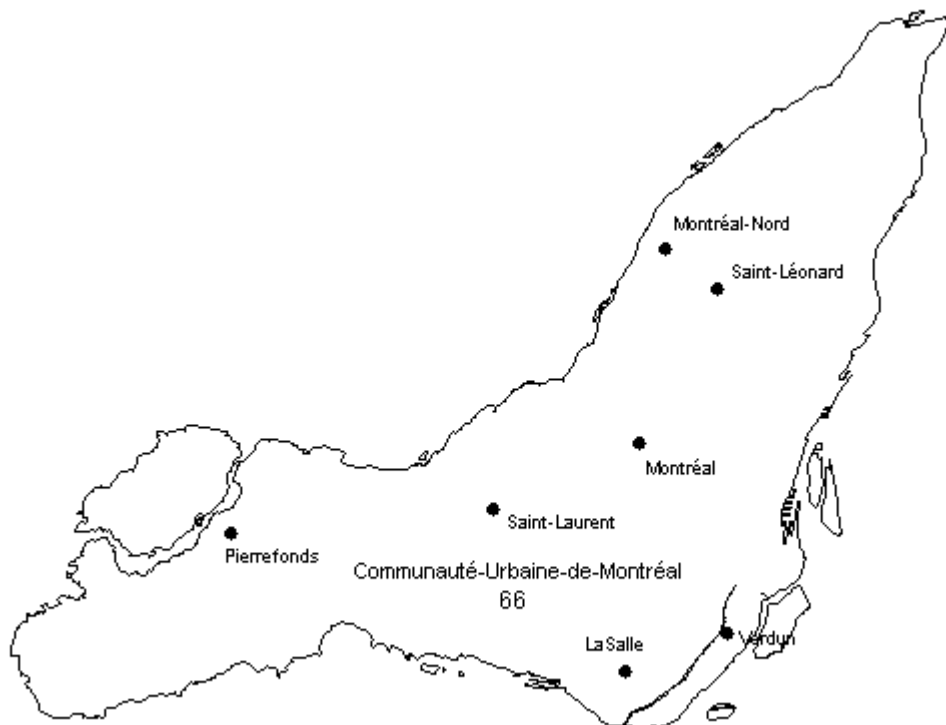 Montréal-Nord
Saint-Léonard
Montréal
Saint-Laurent
Pierrefonds
Communauté-Urbaine-de-Montréal
66
LaSalle
Verdun